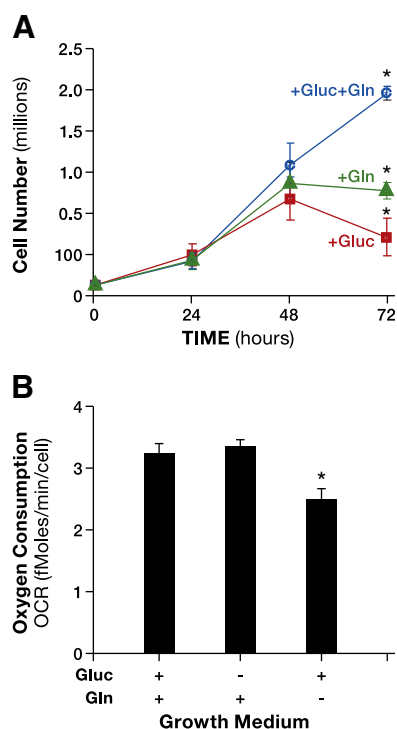 A
2.5
2.0
1.5
1.0
0.5
100
0
Cell Number (millions)
+Gluc+Gln
*
+Gln
*
+Gluc
*
0 24 48 72
TIME (hours)
B
4
3
2
1
0
Oxygen Consumption
OCR (fMoles/min/cell)
*
Gluc + - +
Gln + + -
Growth Medium